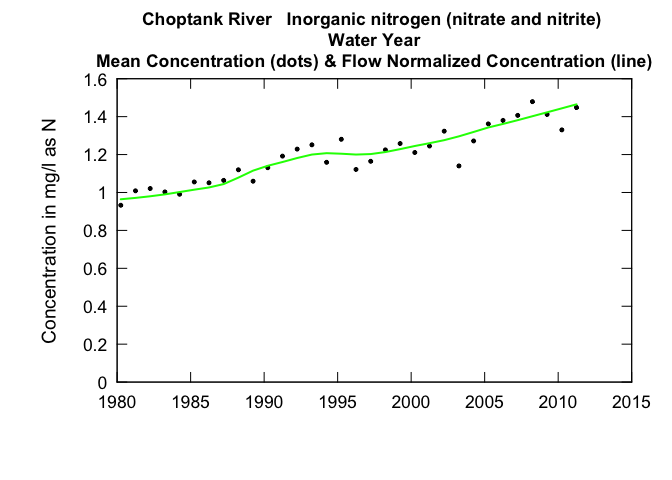 Choptank River   Inorganic nitrogen (nitrate and nitrite)
Water Year
Mean Concentration (dots) & Flow Normalized Concentration (line)
Concentration in mg/l as N
1.6
1.4
1.2
1
0.8
0.6
0.4
0.2
0
1980 1985 1990 1995 2000 2005 2010 2015